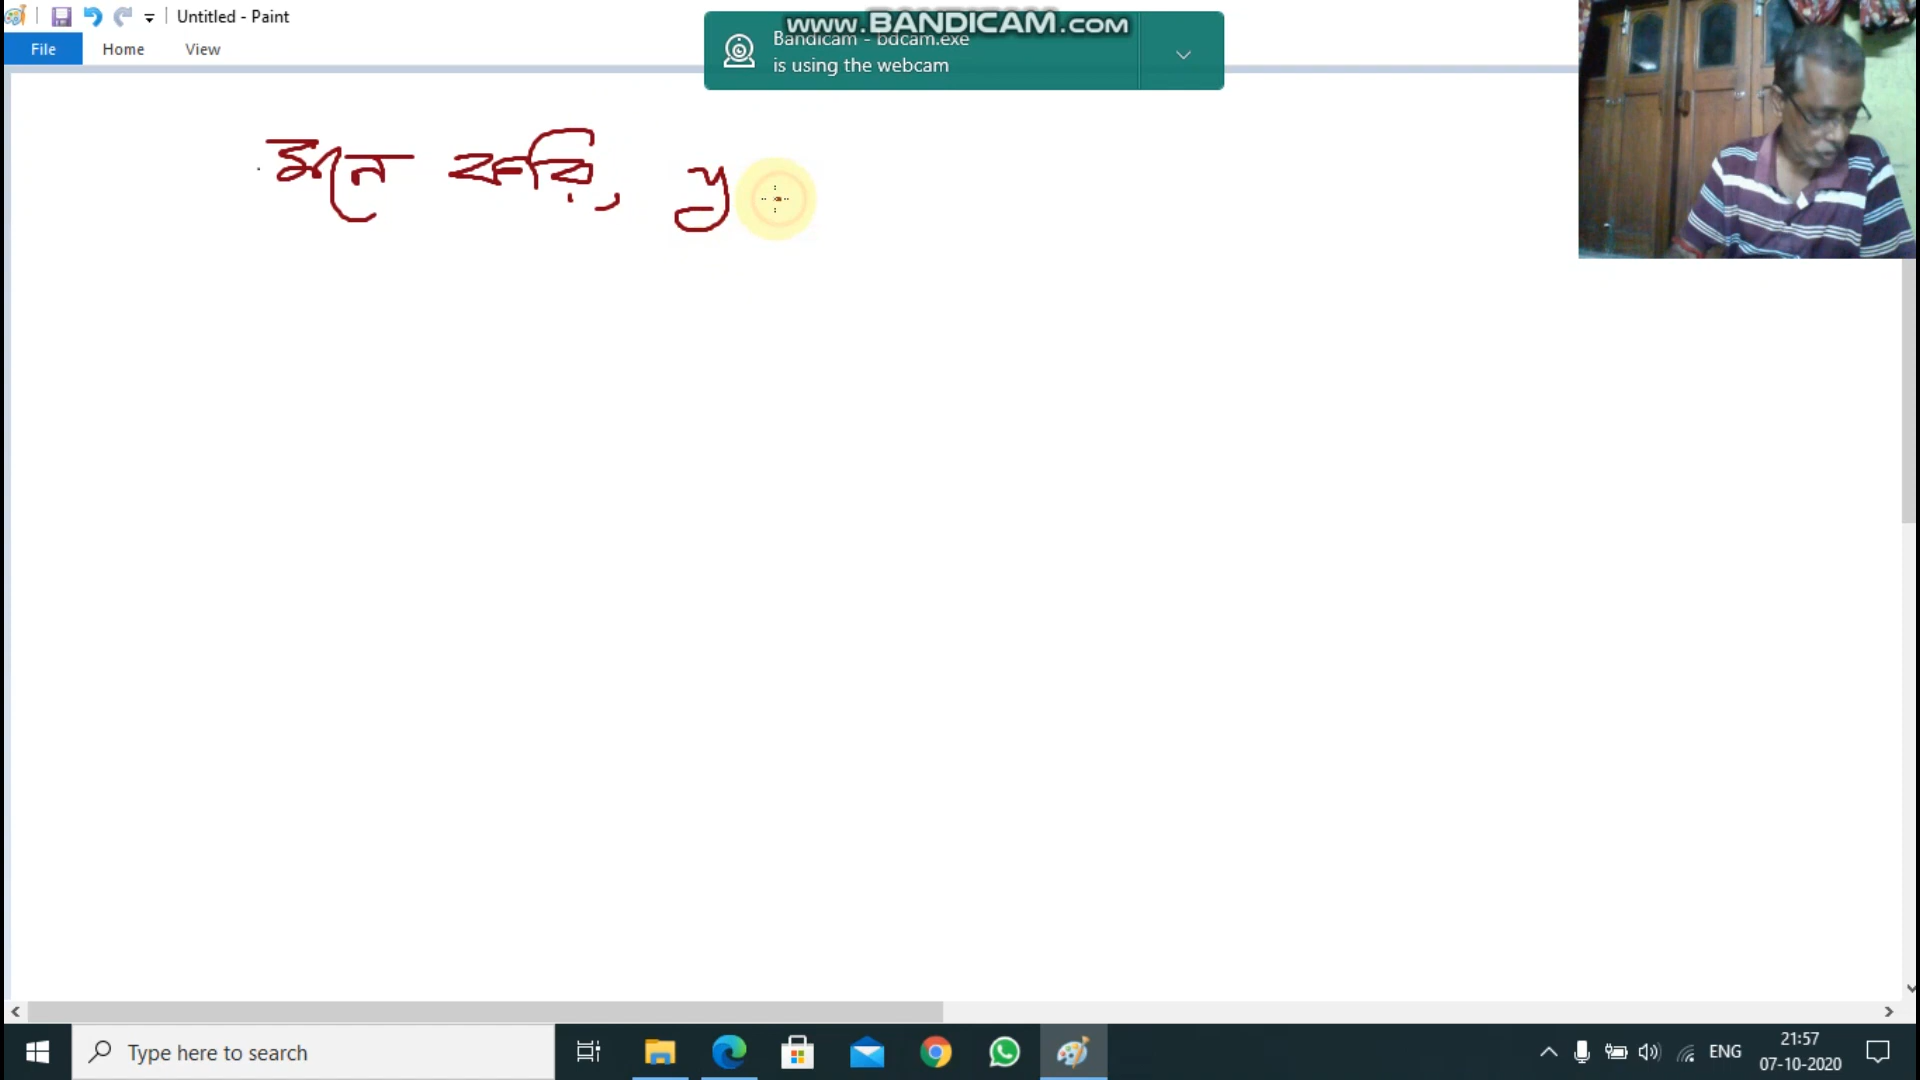 Untitled - Paint
WWW.BANDICAM.COM
Bandicam - bdcam.exe
is using the webcam
File Home View
মনে করি, y
Type here to search
ENG
21:57
07-10-2020